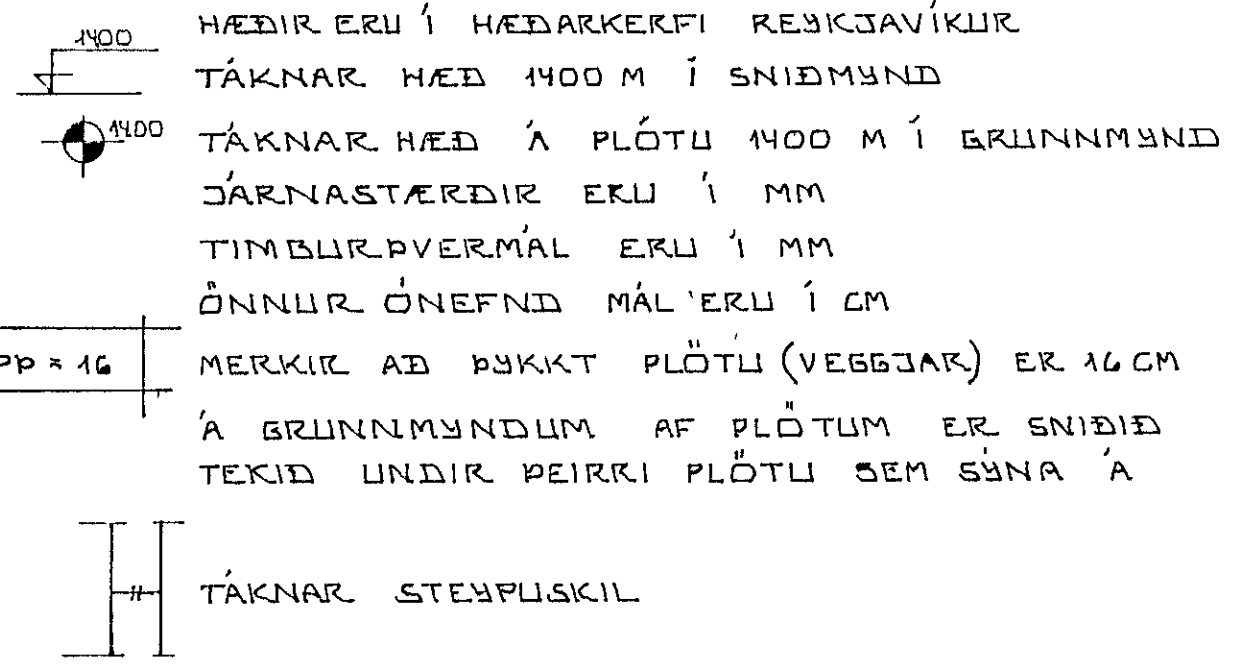 HÆÐIR ERU Í HÆÐARKERFI REYKJAVÍKUR
1400
TÁKNAR HÆÐ 1400 M Í SNIÐMYND
1400
TÁKNAR HÆÐ Á PLÖTU 1400 M Í GRUNNMYND
JÁRNASTÆRÐIR ERU Í MM
TIMBURÞVERMÁL ERU Í MM
ÖNNUR ÓNEFND MÁL ERU Í CM
PÞ = 16
MERKIR AÐ ÞYKKT PLÖTU (VEGGJAR) ER 16 CM
Á GRUNNMYNDUM AF PLÖTUM ER SNIÐIÐ
TEKIÐ UNDIR ÞEIRRI PLÖTU SEM SÝNA Á
TÁKNAR STEYPUSKIL